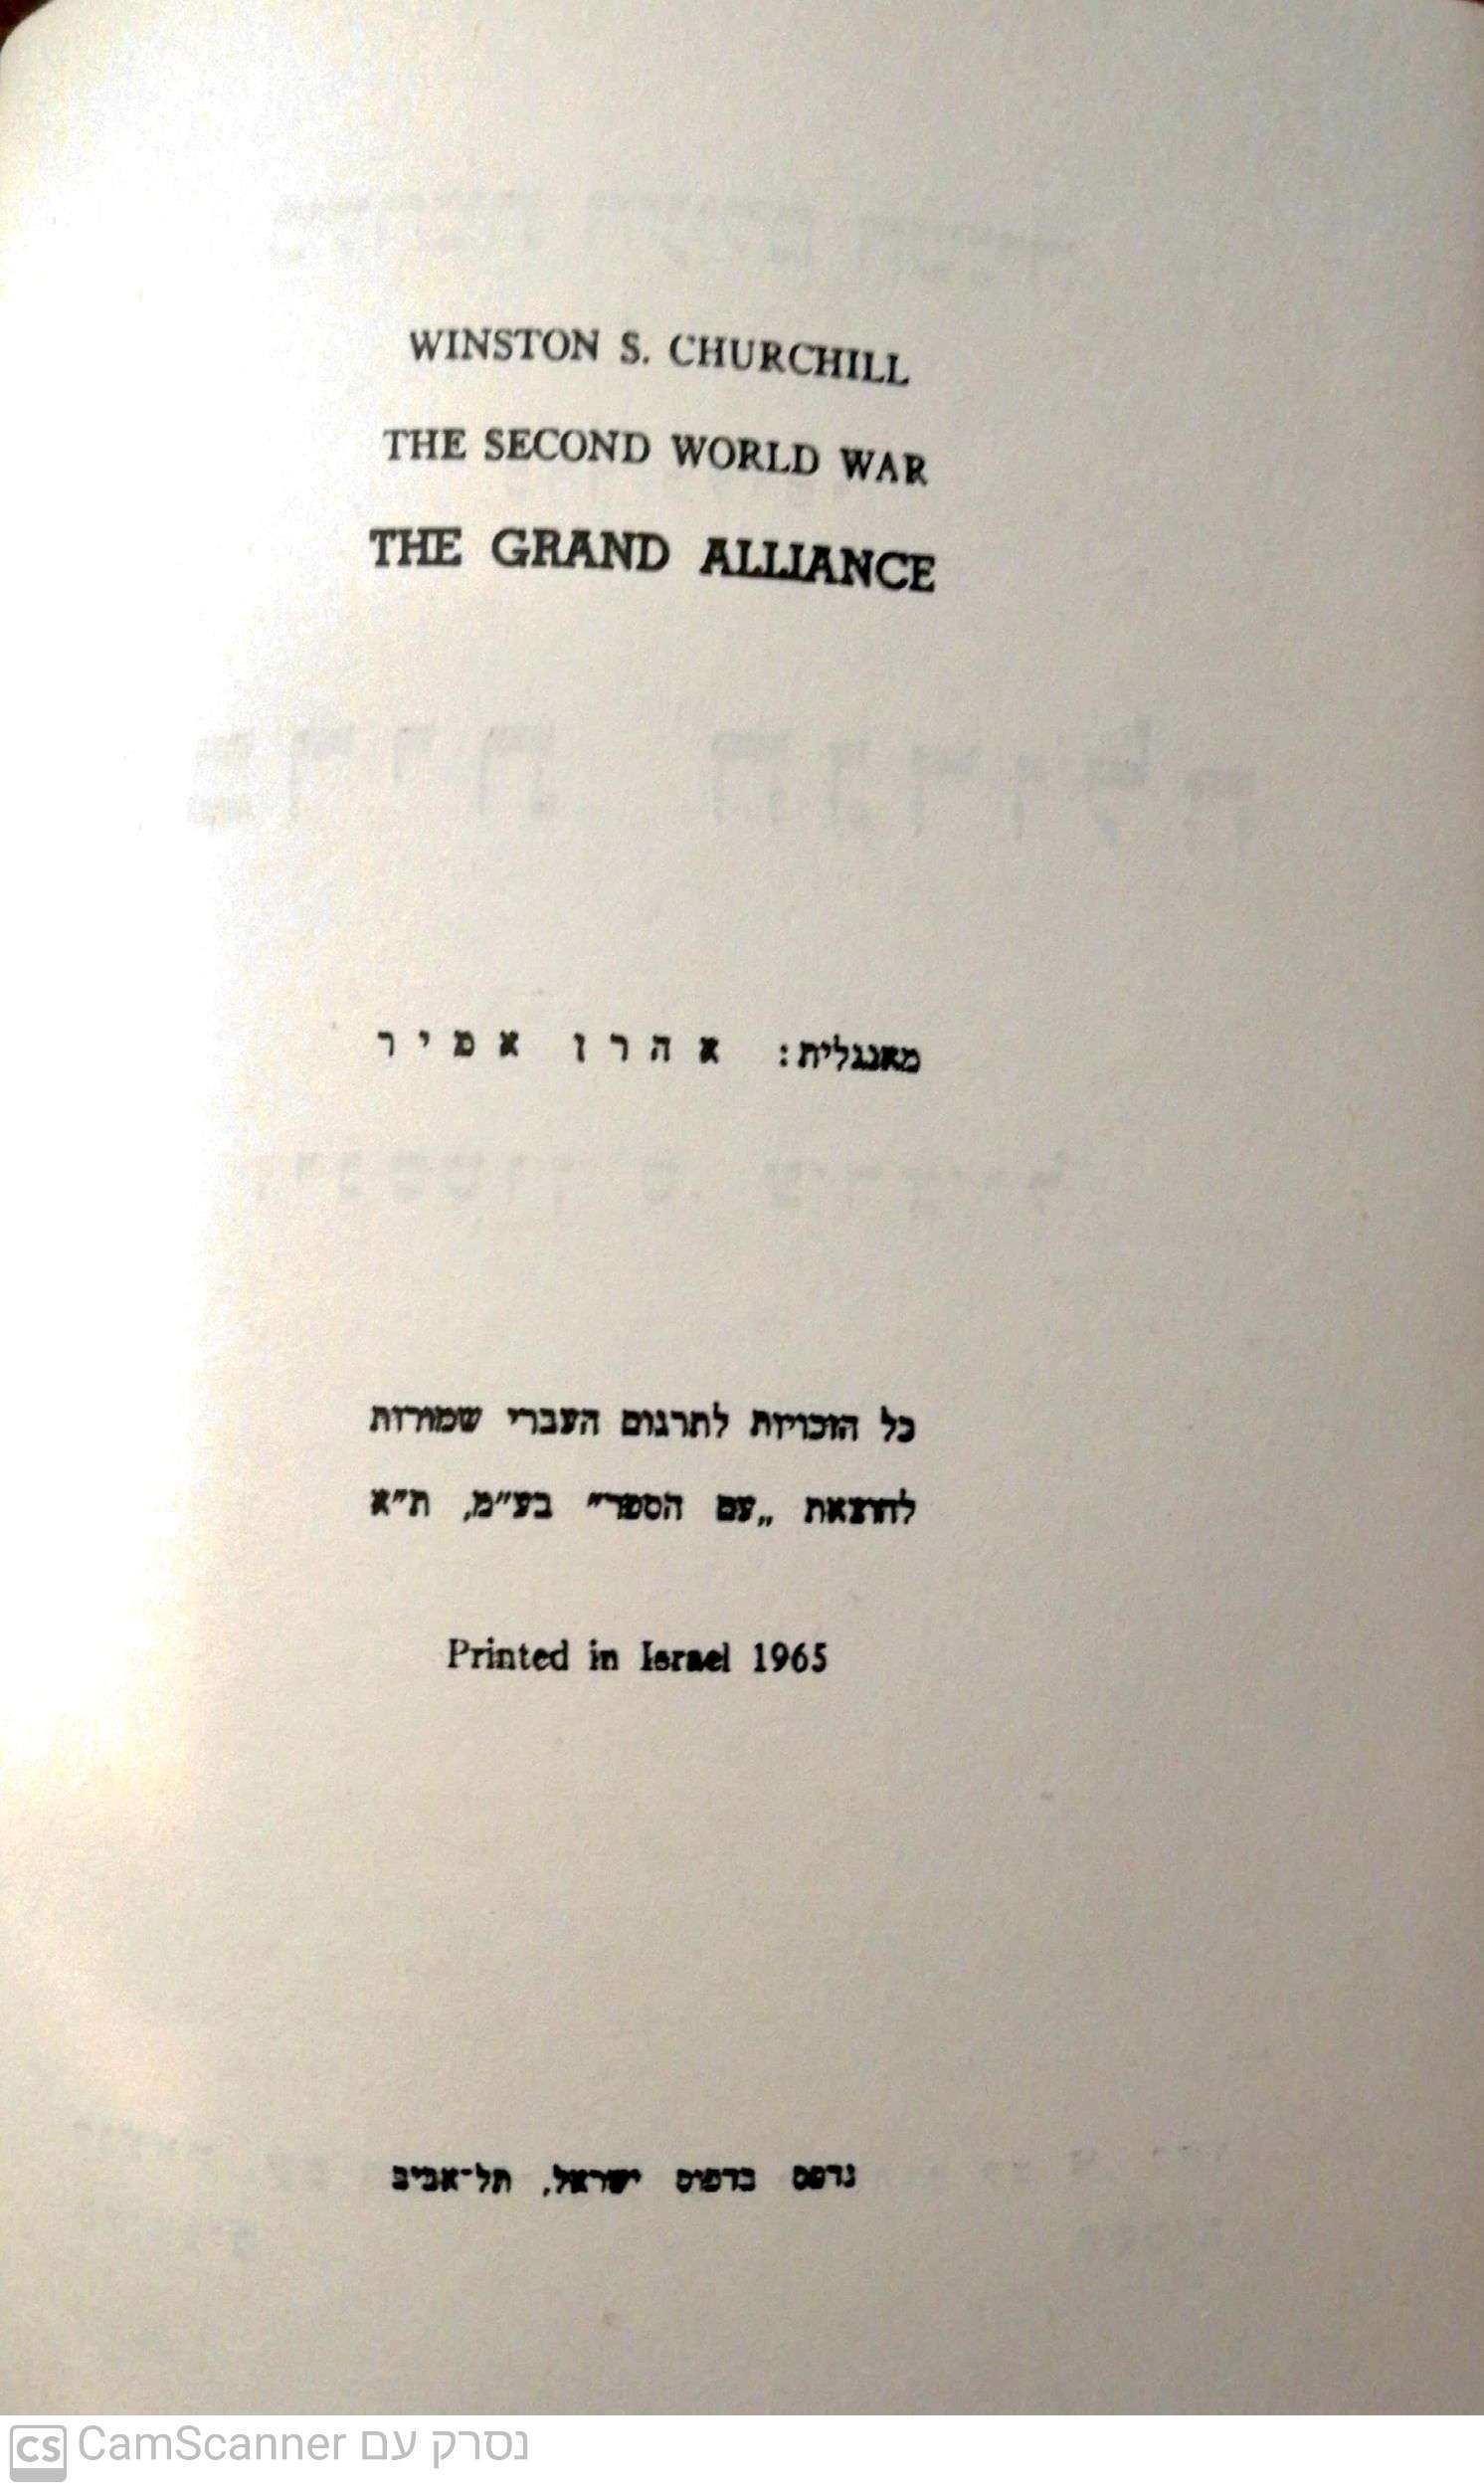 WINSTON S. CHURCHILL
THE SECOND WORLD WAR
THE GRAND ALLIANCE
מאנגלית: אהרן אמיר
כל הזכויות לתרגום העברי שמורות
להוצאת „עם הספר" בע"מ, ת"א
Printed in Israel 1965
נדפס בדפוס ישראל, תל־אביב
CS CamScanner נסרק עם